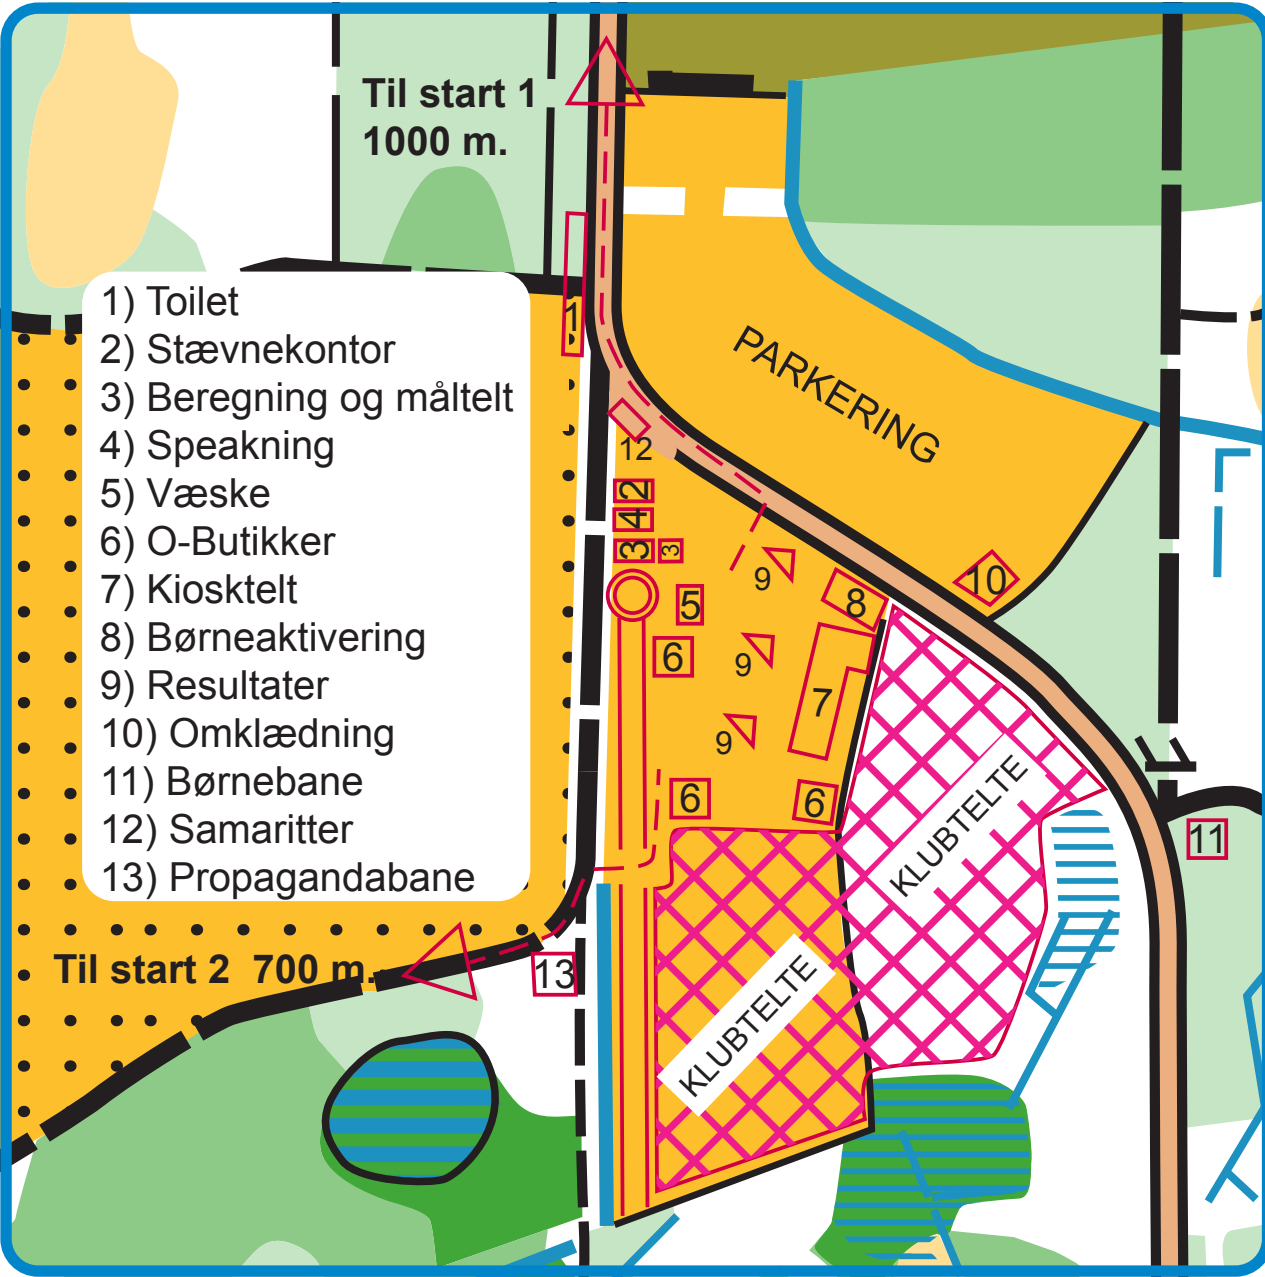 Til start 1
1000 m.
1) Toilet
2) Stævnekontor
3) Beregning og måltelt
4) Speakning
5) Væske
6) O-Butikker
7) Kiosktelt
8) Børneaktivering
9) Resultater
10) Omklædning
11) Børnebane
12) Samaritter
13) Propagandabane
1
PARKERING
12
2
4
3
3
9
10
8
5
6
9
7
9
6
6
KLUBTELTE
11
Til start 2 700 m.
13
KLUBTELTE